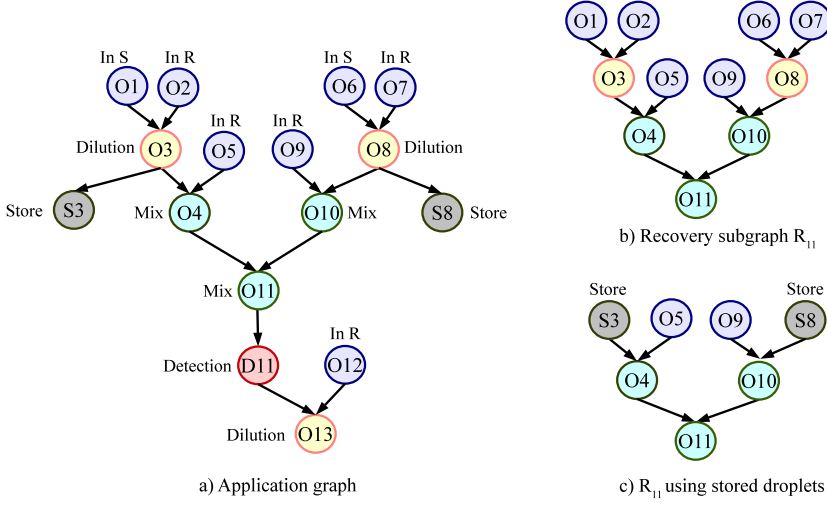 In S
In R
O1
O2
In R
Dilution
O3
O5
Store
S3
Mix
O4
In S
In R
O6
O7
In R
O9
O8
Dilution
O10
Mix
S8
Store
Mix
O11
In R
Detection
D11
O12
Dilution
O13
a) Application graph
O1
O2
O6
O7
O3
O5
O9
O8
O4
O10
O11
b) Recovery subgraph R₁₁
Store
Store
S3
O5
O9
S8
O4
O10
O11
c) R₁₁ using stored droplets